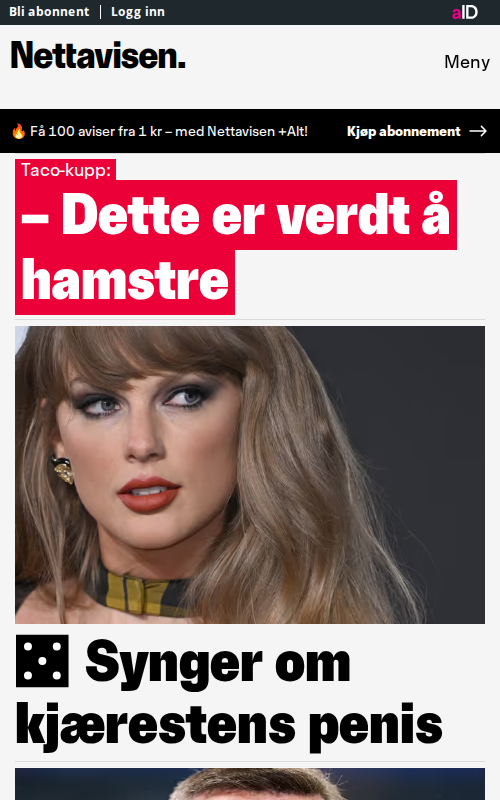 Bli abonnent | Logg inn
aID
Nettavisen.
Meny
🔥 Få 100 aviser fra 1 kr – med Nettavisen +Alt!
Kjøp abonnement →
Taco-kupp:
– Dette er verdt å
hamstre
Synger om
kjærestens penis